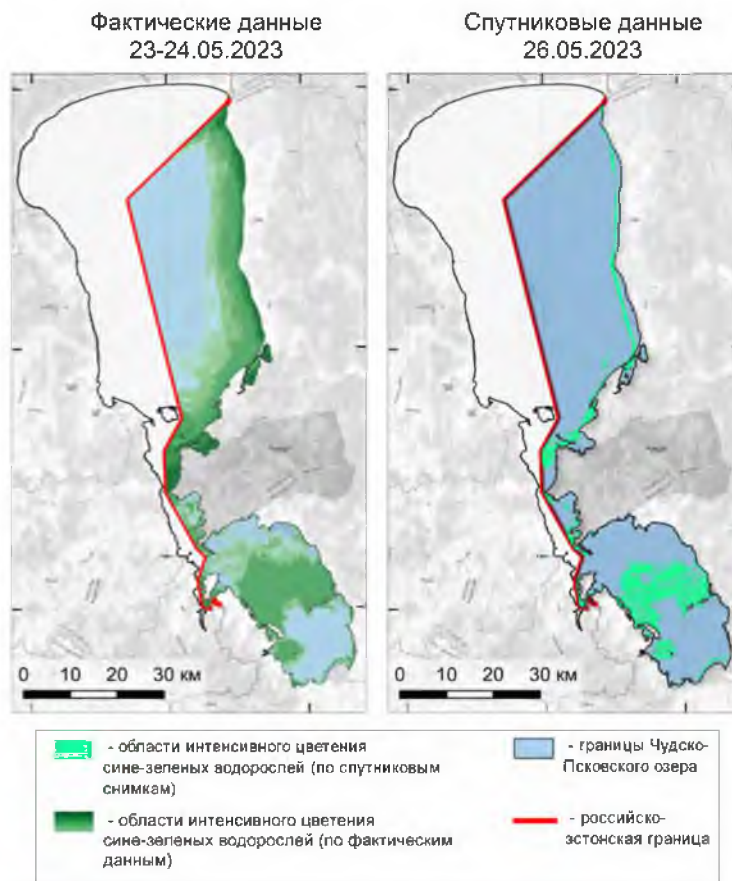 Фактические данные
23-24.05.2023
Спутниковые данные
26.05.2023
0 10 20 30 км
0 10 20 30 км
- области интенсивного цветения
сине-зеленых водорослей (по спутниковым
снимкам)
- области интенсивного цветения
сине-зеленых водорослей (по фактическим
данным)
- границы Чудско-
Псковского озера
- российско-
эстонская граница